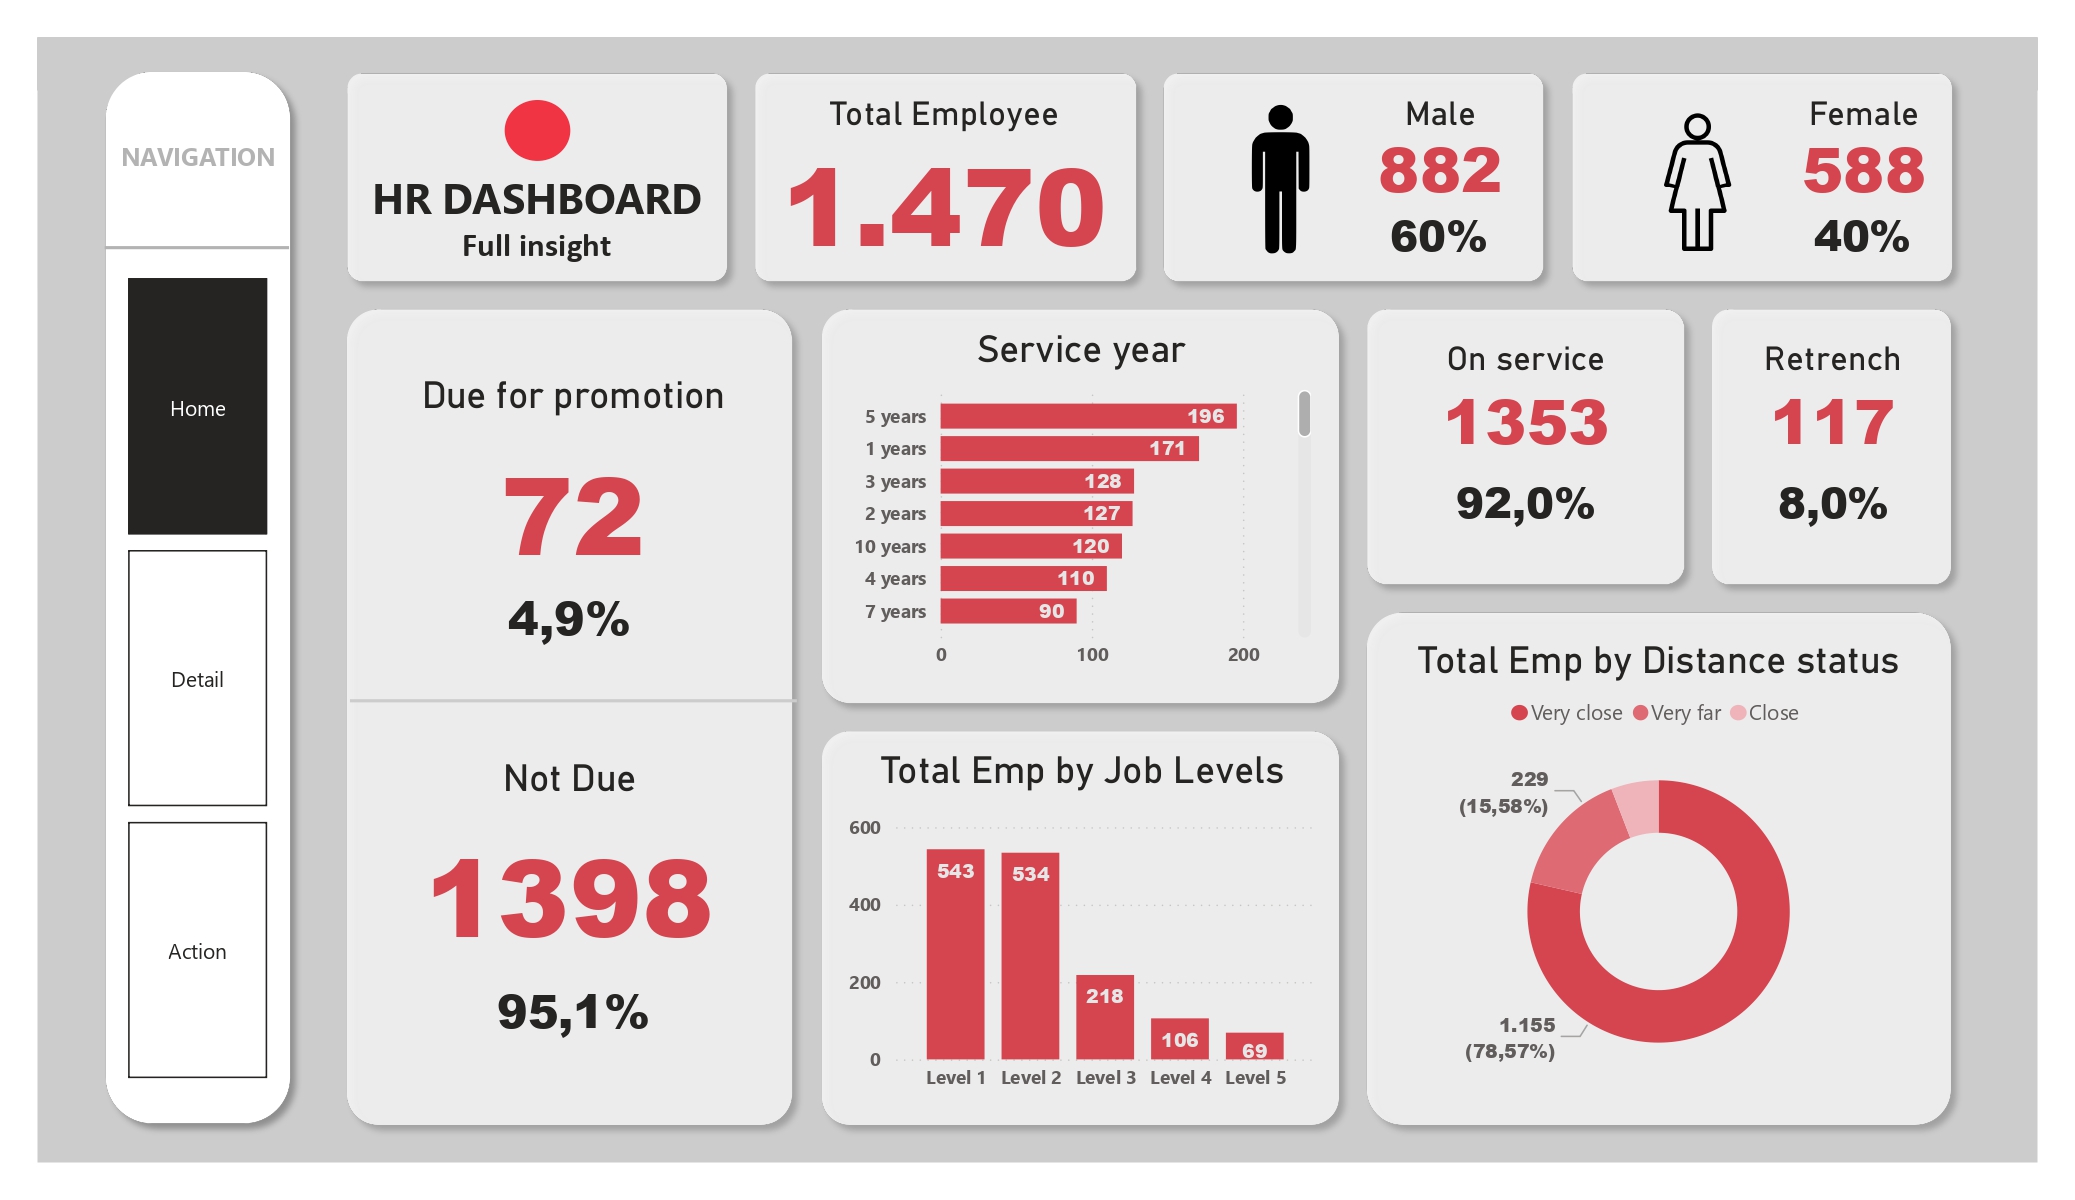 NAVIGATION
Home
Detail
Action
HR DASHBOARD
Full insight
Total Employee
1.470
Male
882
60%
Female
588
40%
Due for promotion
72
4,9%
Not Due
1398
95,1%
Service year
5 years 196
1 years 171
3 years 128
2 years 127
10 years 120
4 years 110
7 years 90
0 100 200
On service
1353
92,0%
Retrench
117
8,0%
Total Emp by Job Levels
600
400
200
0
543 534 218 106 69
Level 1 Level 2 Level 3 Level 4 Level 5
Total Emp by Distance status
Very close Very far Close
229
(15,58%)
1.155
(78,57%)